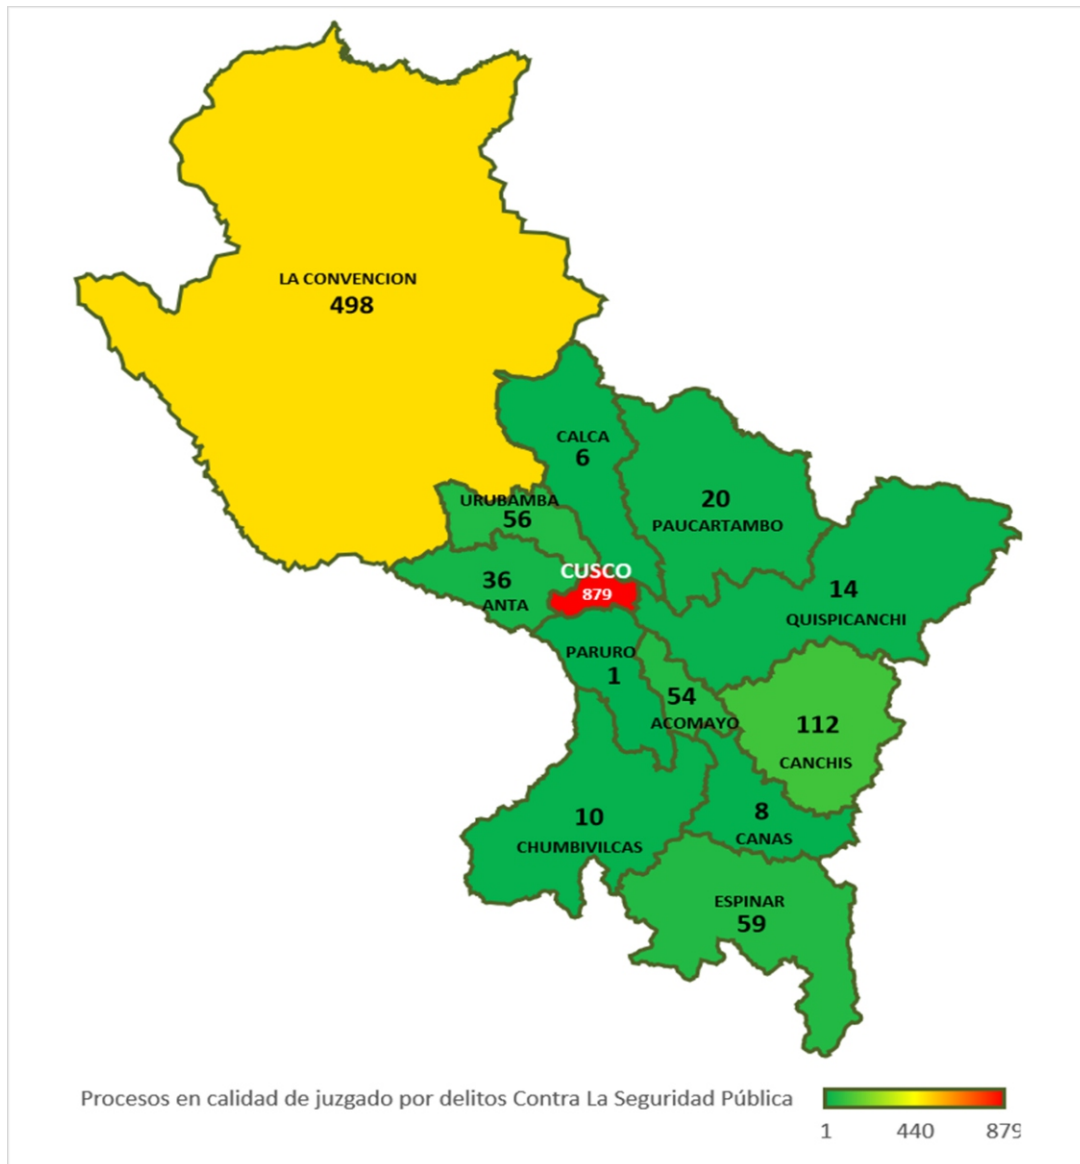 LA CONVENCION
498
CALCA
6
20
PAUCARTAMBO
URUBAMBA
56
CUSCO
879
36
ANTA
14
QUISPICANCHI
PARURO
1
54
ACOMAYO
112
CANCHIS
10
CHUMBIVILCAS
8
CANAS
ESPINAR
59
Procesos en calidad de juzgado por delitos Contra La Seguridad Pública
1 440 879